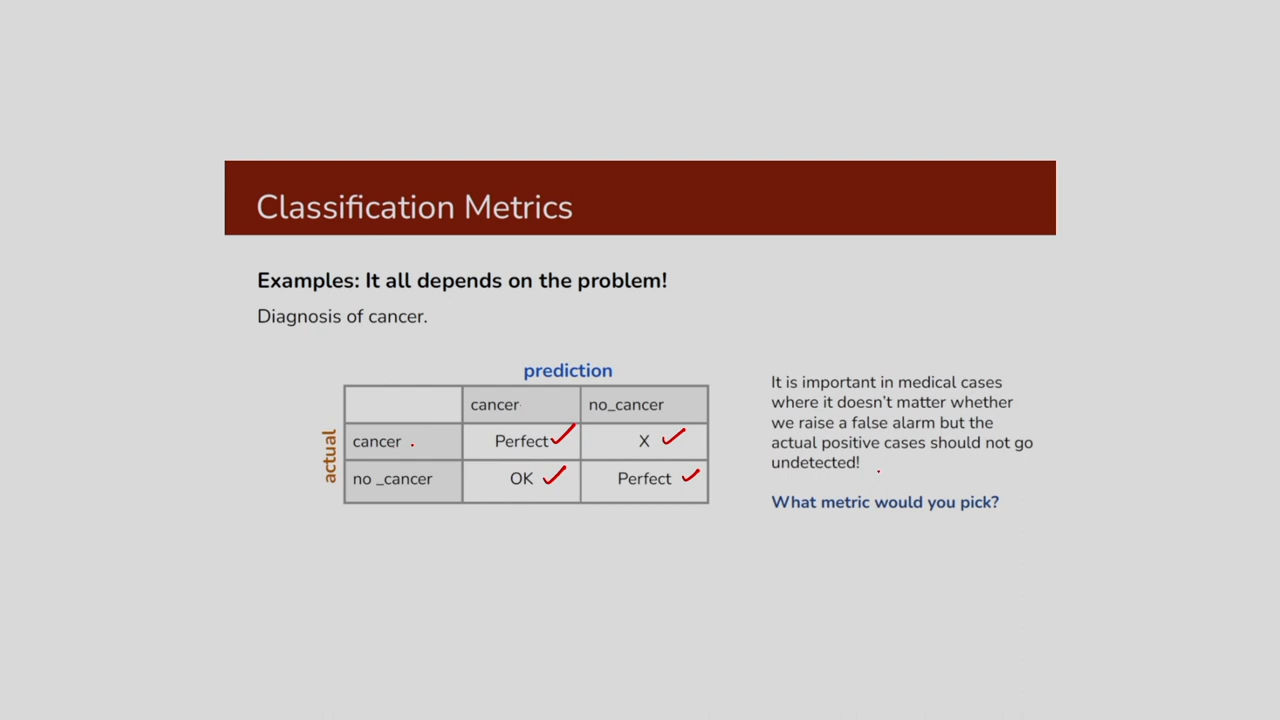 Classification Metrics
Examples: It all depends on the problem!
Diagnosis of cancer.
prediction
actual
cancer no_cancer
cancer Perfect X
no _cancer OK Perfect
It is important in medical cases
where it doesn't matter whether
we raise a false alarm but the
actual positive cases should not go
undetected!
What metric would you pick?